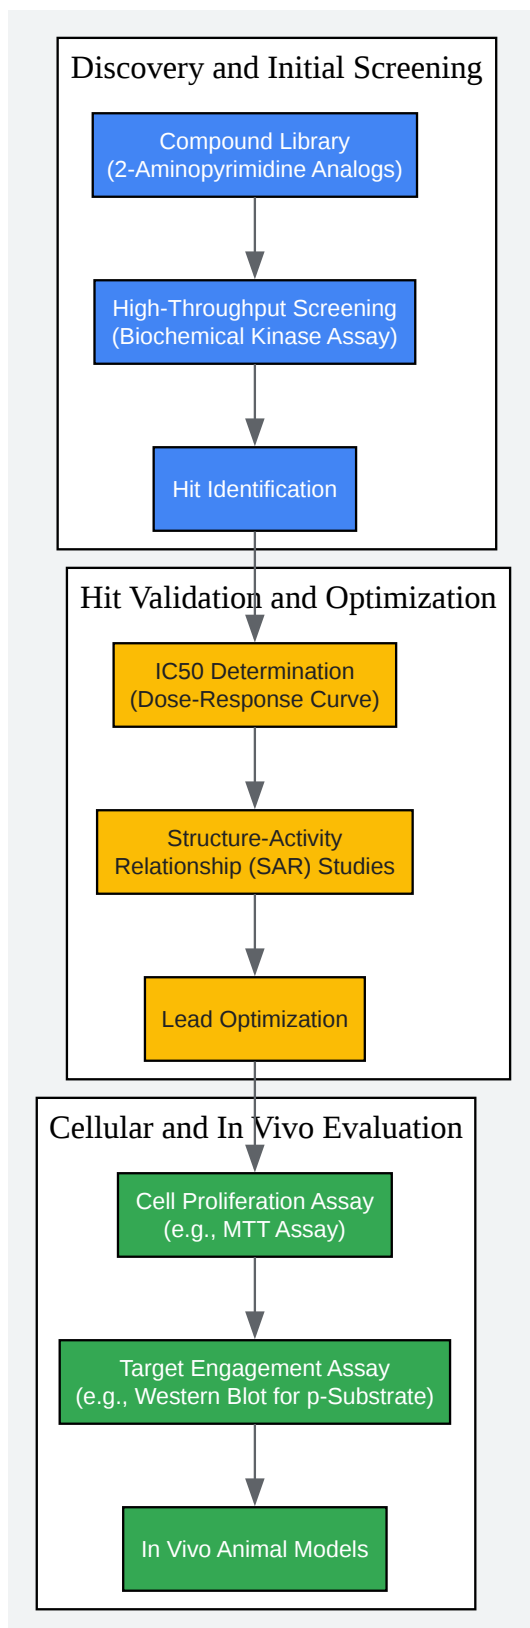 Discovery and Initial Screening
Compound Library
(2-Aminopyrimidine Analogs)
High-Throughput Screening
(Biochemical Kinase Assay)
Hit Identification
Hit Validation and Optimization
IC50 Determination
(Dose-Response Curve)
Structure-Activity
Relationship (SAR) Studies
Lead Optimization
Cellular and In Vivo Evaluation
Cell Proliferation Assay
(e.g., MTT Assay)
Target Engagement Assay
(e.g., Western Blot for p-Substrate)
In Vivo Animal Models